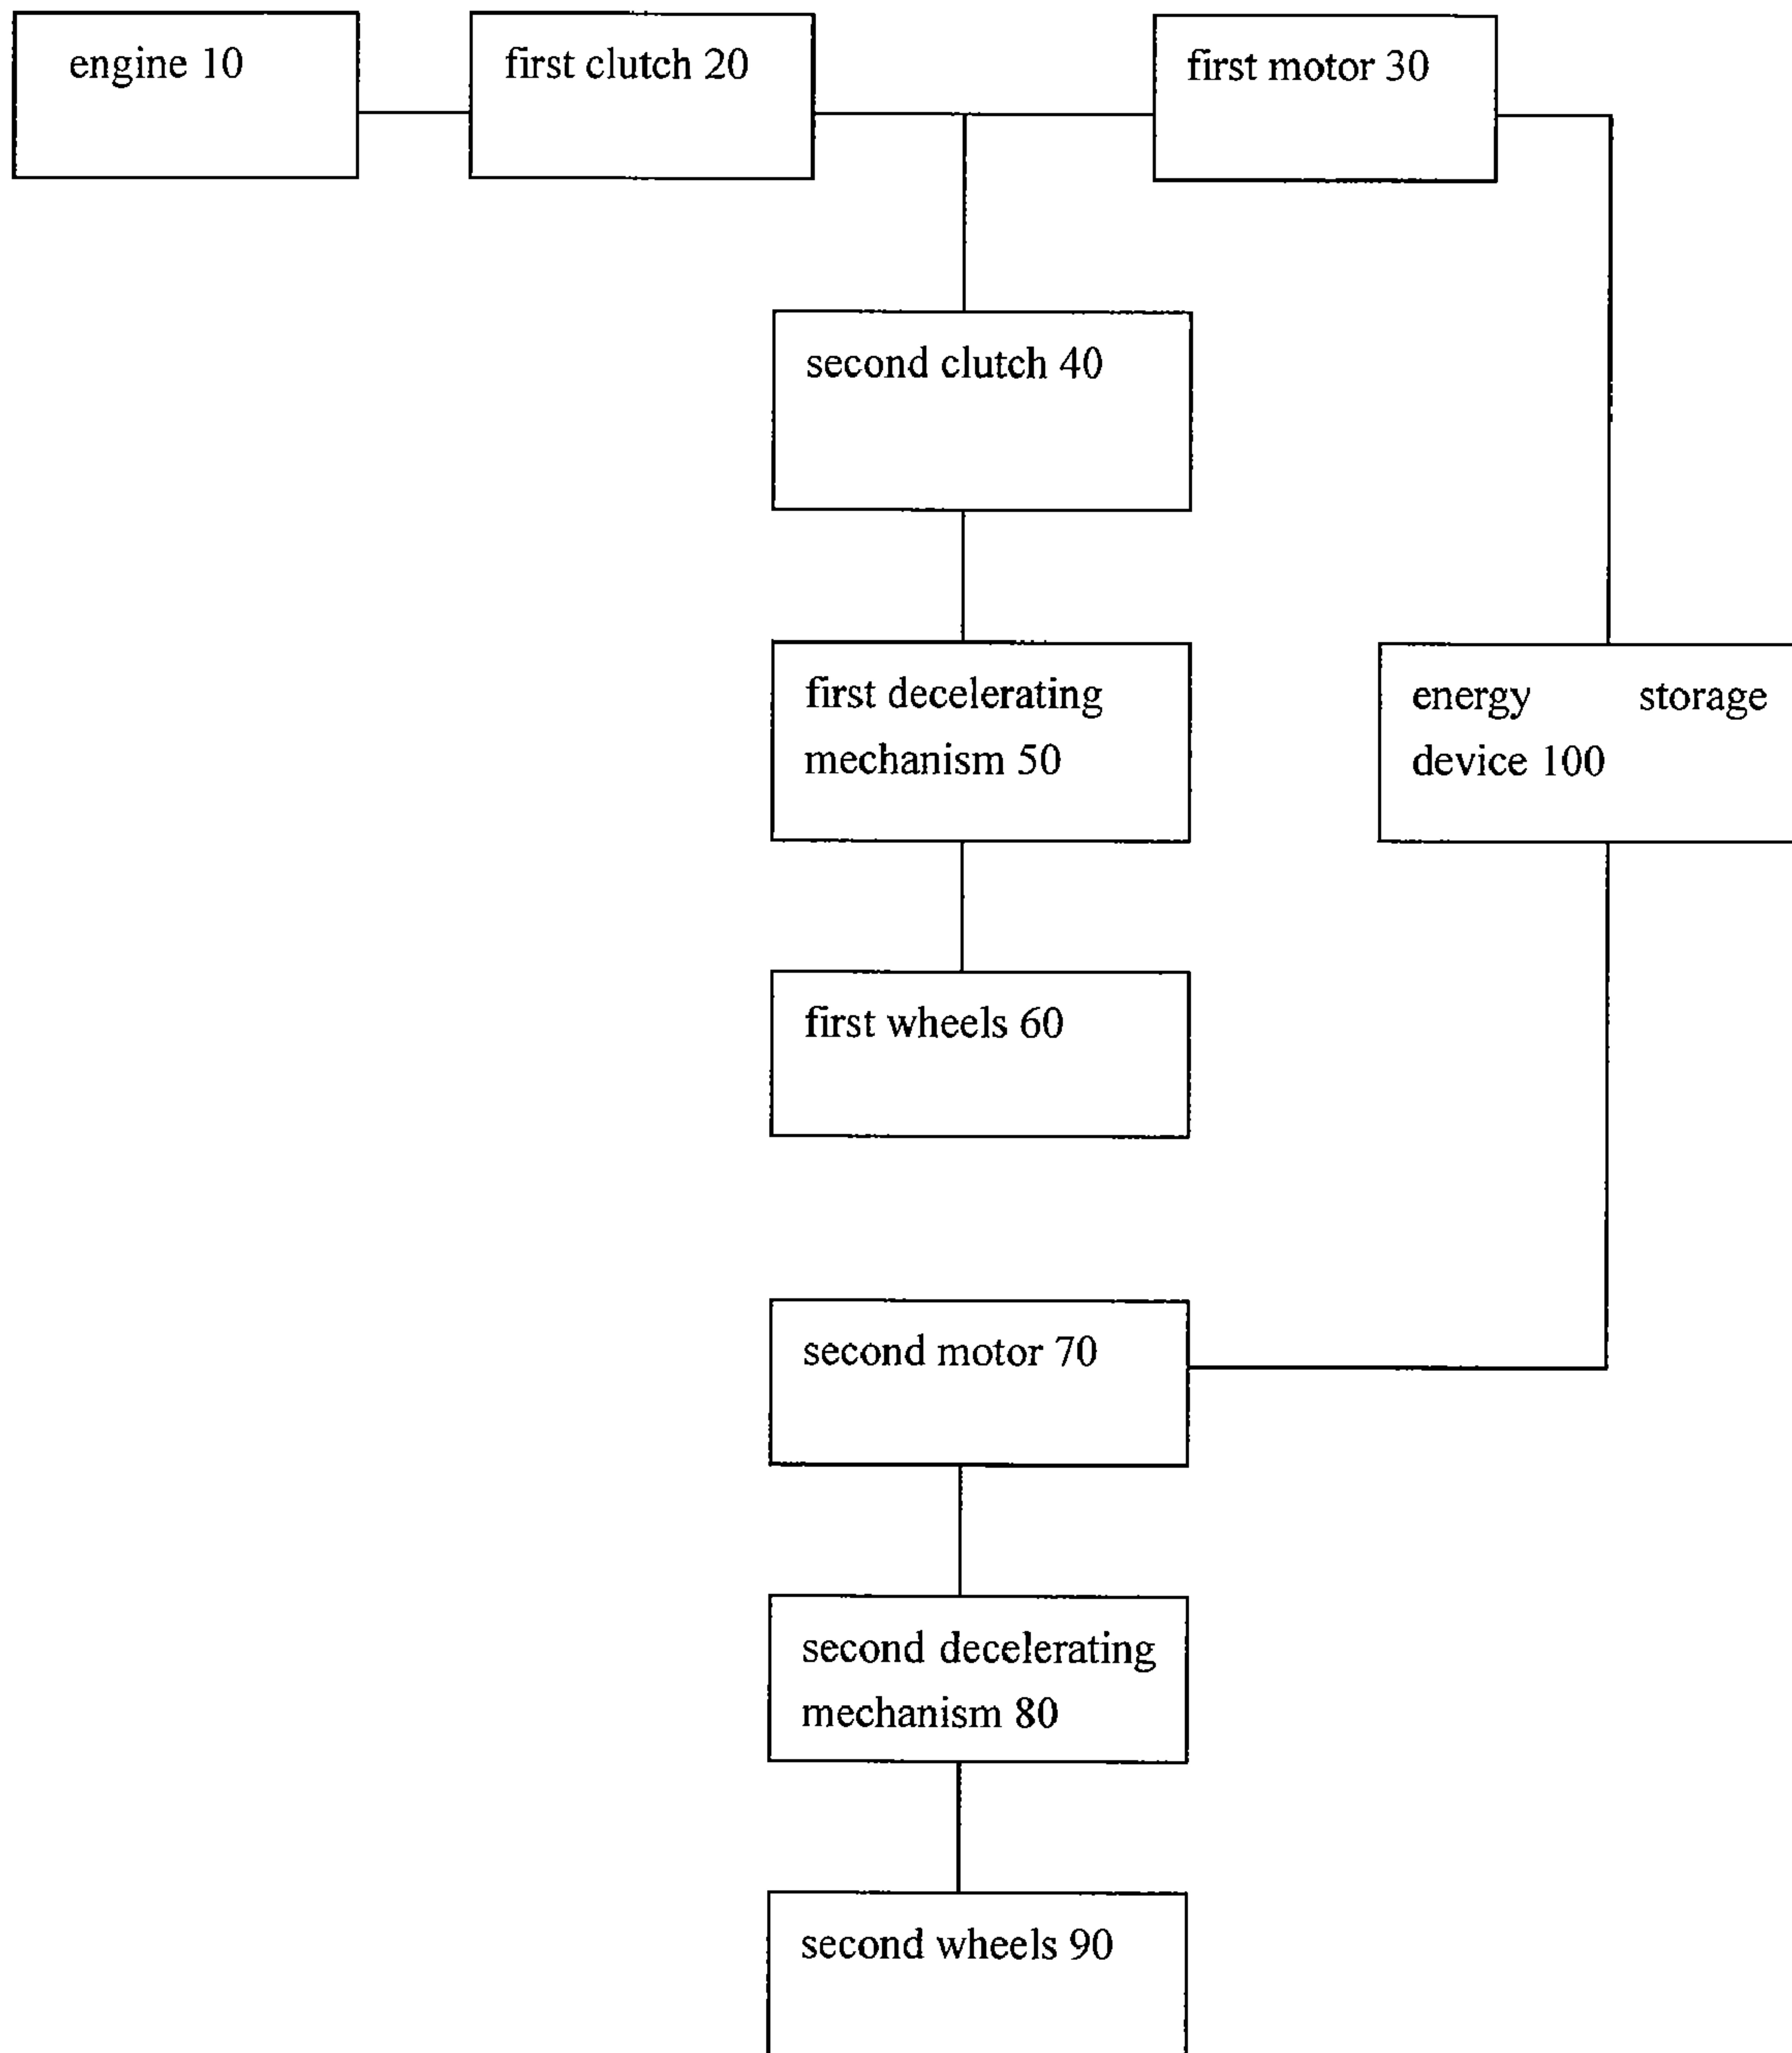 engine 10
first clutch 20
first motor 30
second clutch 40
first decelerating
mechanism 50
energy storage
device 100
first wheels 60
second motor 70
second decelerating
mechanism 80
second wheels 90